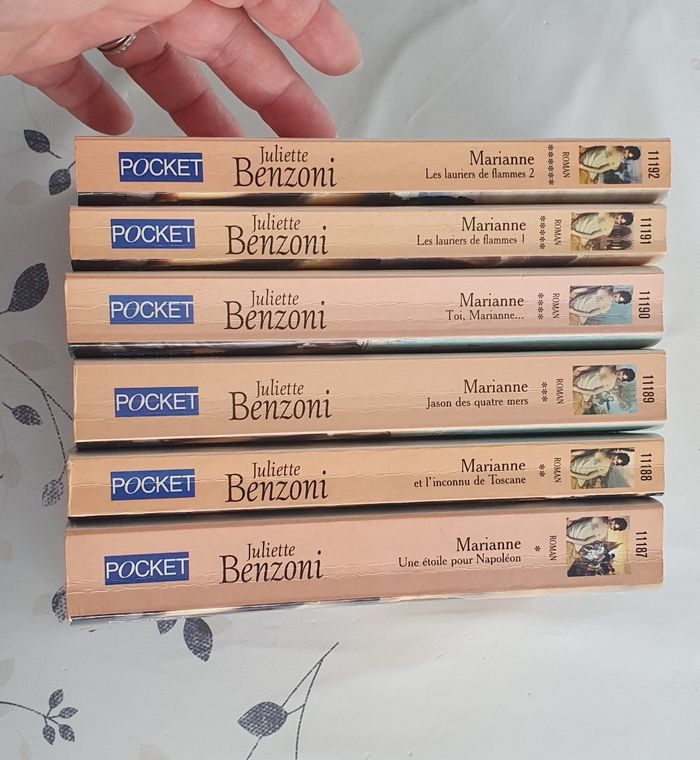 POCKET
Juliette
Benzoni
Marianne
Les lauriers de flammes 2
******
ROMAN
11192
POCKET
Juliette
Benzoni
Marianne
Les lauriers de flammes 1
*****
ROMAN
11191
POCKET
Juliette
Benzoni
Marianne
Toi, Marianne...
****
ROMAN
11190
POCKET
Juliette
Benzoni
Marianne
Jason des quatre mers
***
ROMAN
11189
POCKET
Juliette
Benzoni
Marianne
et l'inconnu de Toscane
**
ROMAN
11188
POCKET
Juliette
Benzoni
Marianne
Une étoile pour Napoléon
*
ROMAN
11187